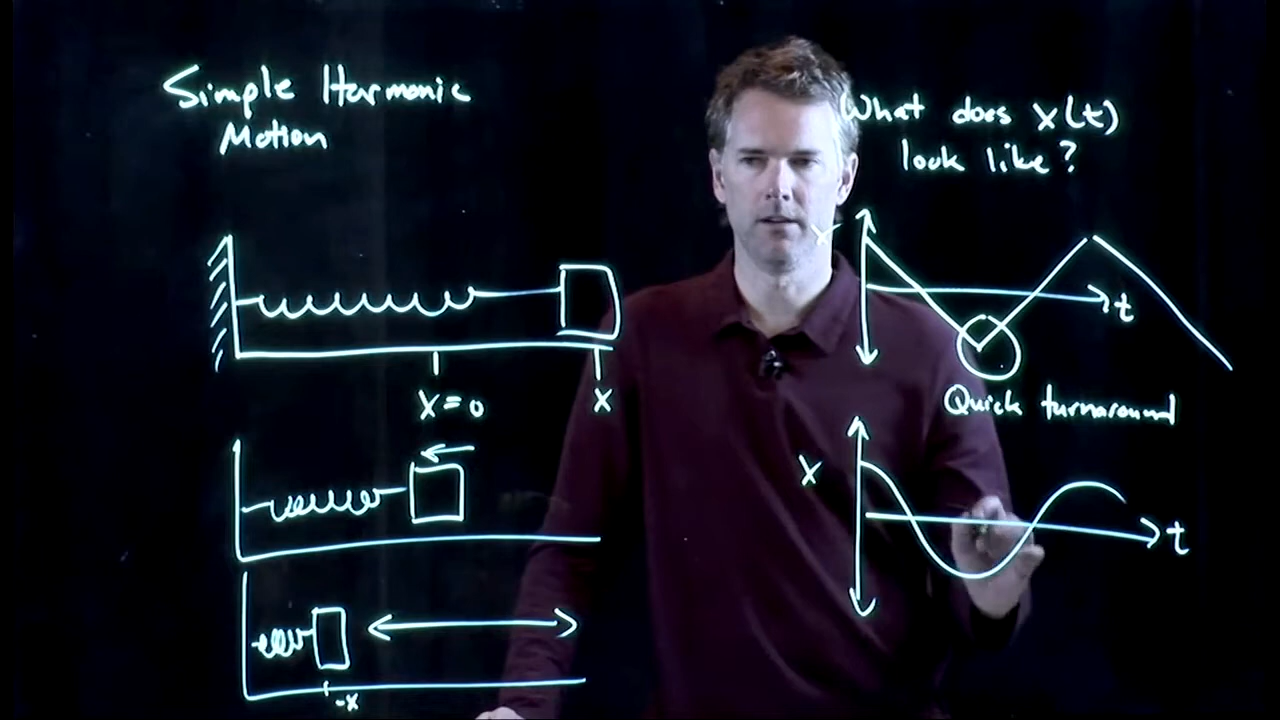 Simple Harmonic
Motion
x = 0
x
-x
What does x(t)
look like?
x
t
Quick turnaround
x
t